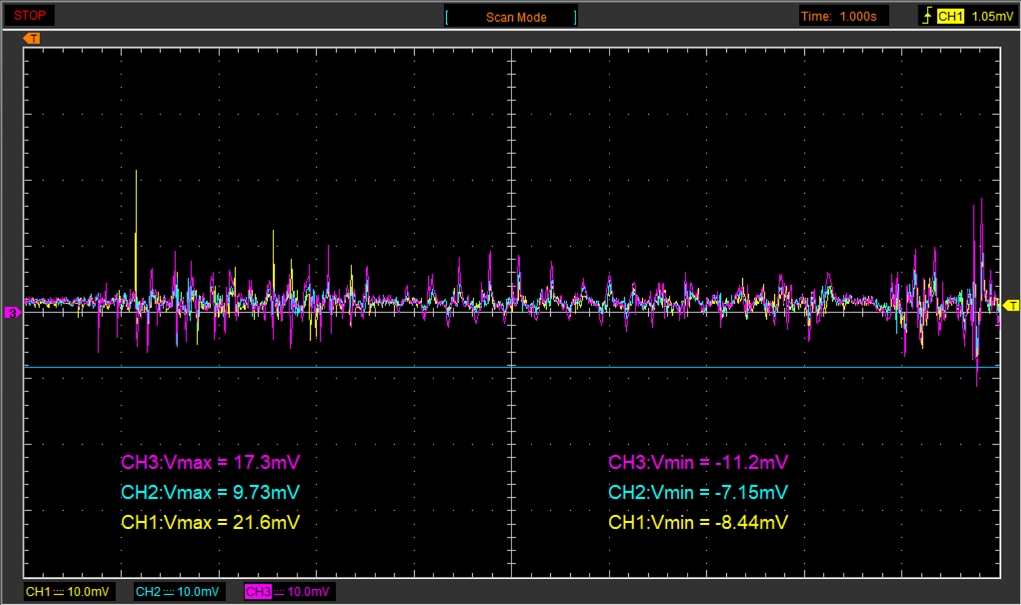 STOP
[ Scan Mode ]
Time: 1.000s
CH1 1.05mV
T
3
T
CH3:Vmax = 17.3mV
CH3:Vmin = -11.2mV
CH2:Vmax = 9.73mV
CH2:Vmin = -7.15mV
CH1:Vmax = 21.6mV
CH1:Vmin = -8.44mV
CH1 10.0mV
CH2 10.0mV
CH3 10.0mV